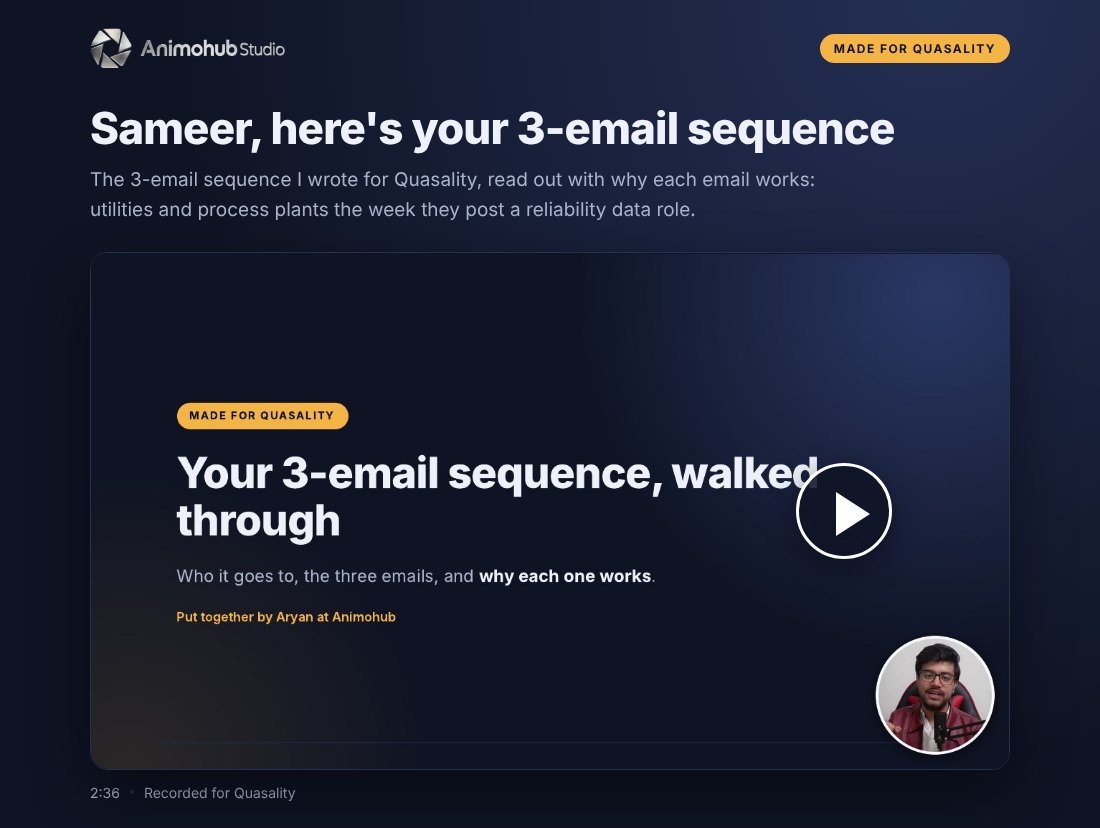 Animohub Studio
MADE FOR QUASALITY
Sameer, here's your 3-email sequence
The 3-email sequence I wrote for Quasality, read out with why each email works:
utilities and process plants the week they post a reliability data role.
MADE FOR QUASALITY
Your 3-email sequence, walked
through
Who it goes to, the three emails, and why each one works.
Put together by Aryan at Animohub
2:36 · Recorded for Quasality